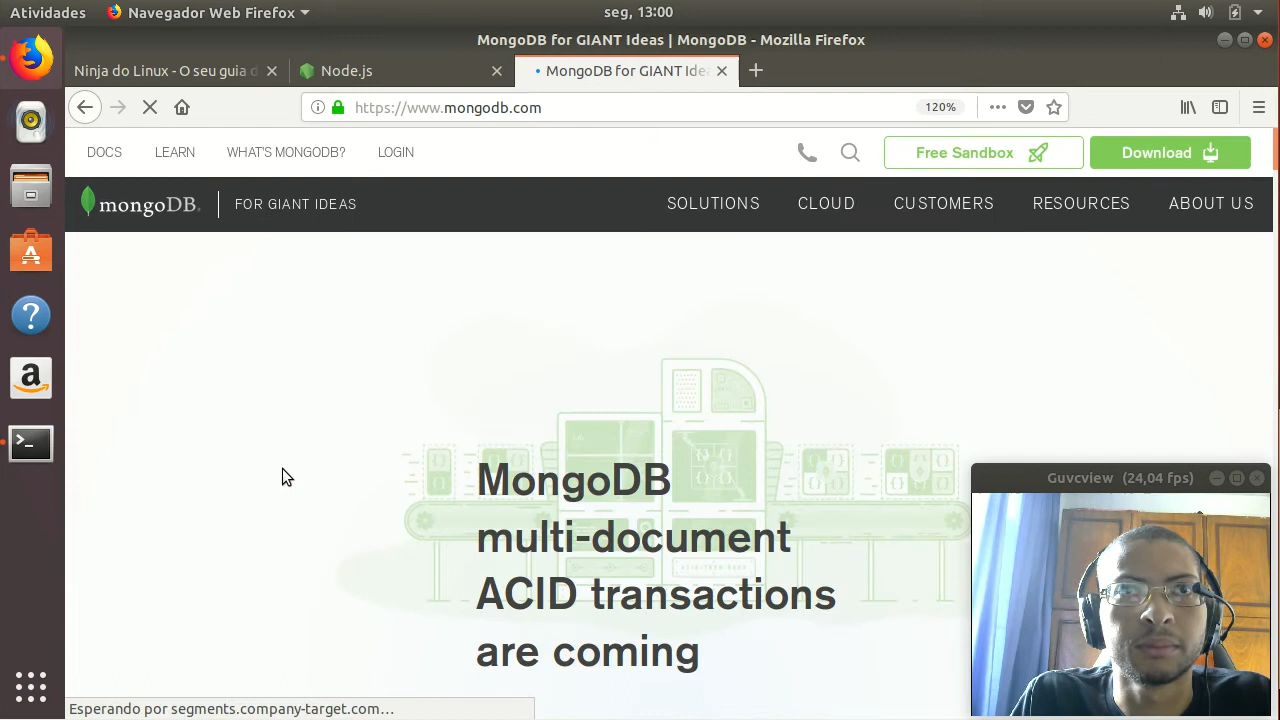 Atividades
Navegador Web Firefox
seg, 13:00
MongoDB for GIANT Ideas | MongoDB - Mozilla Firefox
Ninja do Linux - O seu guia d
Node.js
MongoDB for GIANT Ide
https://www.mongodb.com
120%
DOCS
LEARN
WHAT'S MONGODB?
LOGIN
Free Sandbox
Download
mongoDB.
FOR GIANT IDEAS
SOLUTIONS
CLOUD
CUSTOMERS
RESOURCES
ABOUT US
MongoDB
multi-document
ACID transactions
are coming
Guvcview (24,04 fps)
Esperando por segments.company-target.com...